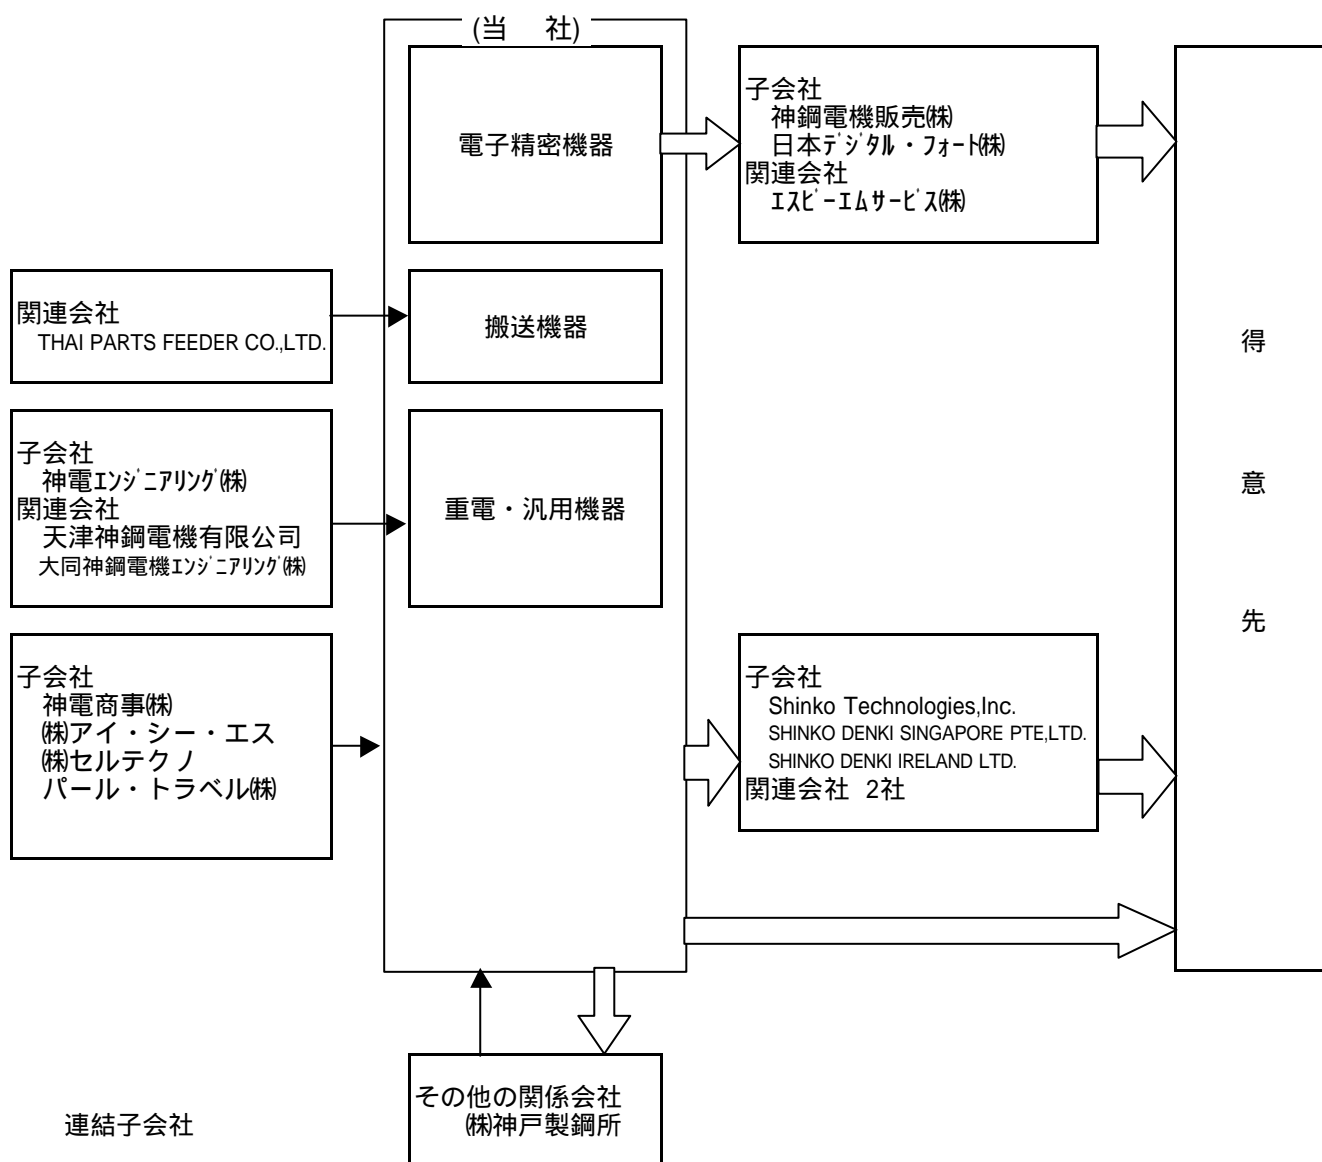 (当 社)
電子精密機器
子会社
神鋼電機販売㈱
日本ﾃﾞｼﾞﾀﾙ・ﾌｫｰﾄ㈱
関連会社
ｴｽﾋﾟｰｴﾑｻｰﾋﾞｽ㈱
関連会社
THAI PARTS FEEDER CO.,LTD.
搬送機器
子会社
神電ｴﾝｼﾞﾆｱﾘﾝｸﾞ㈱
関連会社
天津神鋼電機有限公司
大同神鋼電機ｴﾝｼﾞﾆｱﾘﾝｸﾞ㈱
重電・汎用機器
子会社
神電商事㈱
㈱アイ・シー・エス
㈱セルテクノ
パール・トラベル㈱
子会社
Shinko Technologies,Inc.
SHINKO DENKI SINGAPORE PTE,LTD.
SHINKO DENKI IRELAND LTD.
関連会社 2社
得
意
先
その他の関係会社
㈱神戸製鋼所
連結子会社